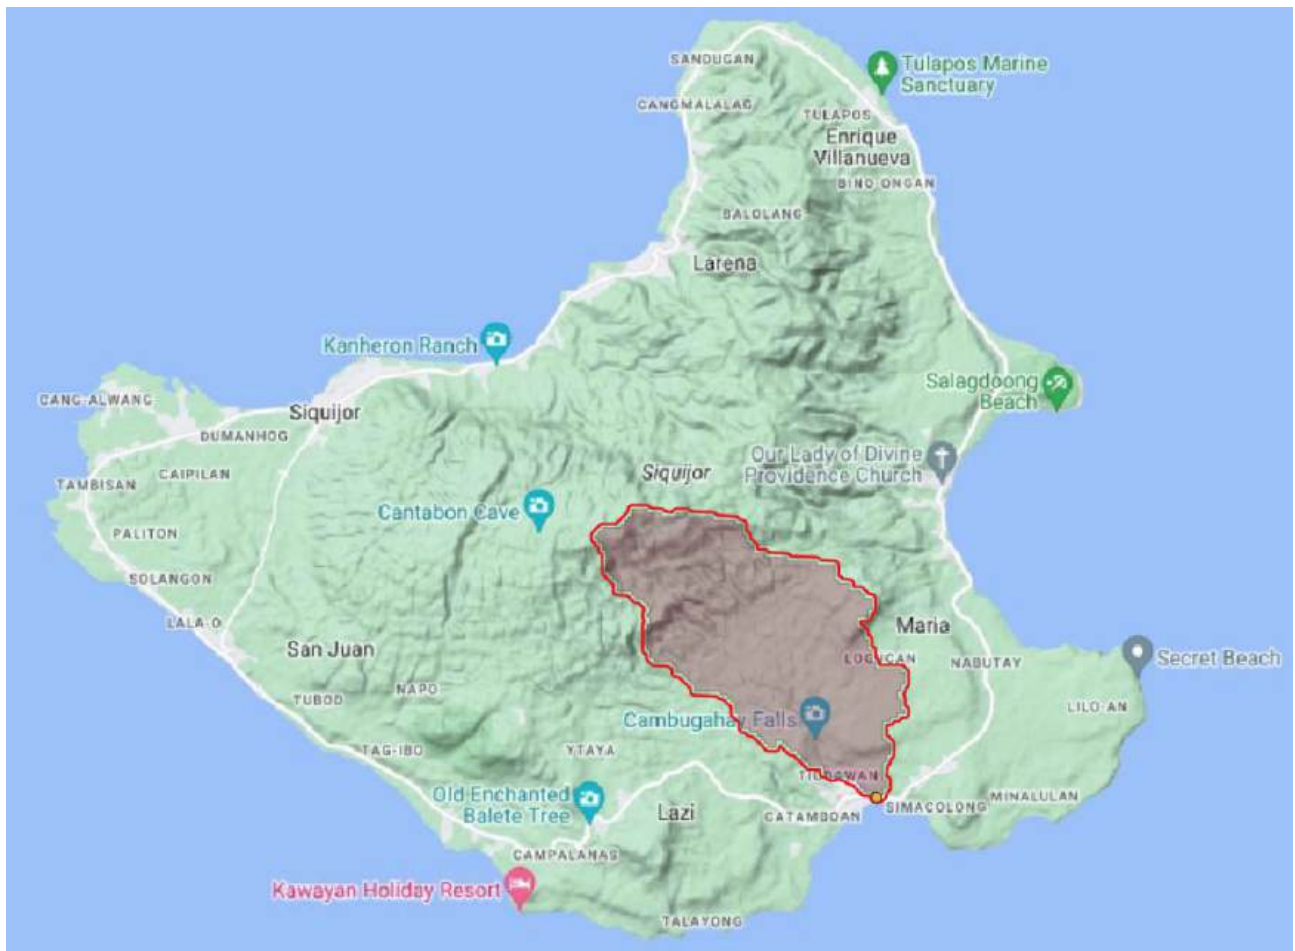 SANDUGAN
Tulapos Marine
Sanctuary
CANGMALALAG
TULAPOS
Enrique
Villanueva
BINO-ONGAN
BALOLANG
Larena
Kanheron Ranch
Salagdoong
Beach
CANG-ALWANG
Siquijor
DUMANHOG
Our Lady of Divine
Providence Church
Siquijor
CAIPILAN
TAMBISAN
Cantabon Cave
PALITON
SOLANGON
LALA-O
Maria
San Juan
LOGUCAN
NABUTAY
Secret Beach
NAPO
TUBOD
LILO-AN
Cambugahay Falls
TAG-IBO
YTAYA
TIGBAWAN
Old Enchanted
Balete Tree
MINALULAN
SIMACOLONG
Lazi
CATAMBOAN
CAMPALANAS
Kawayan Holiday Resort
TALAYONG